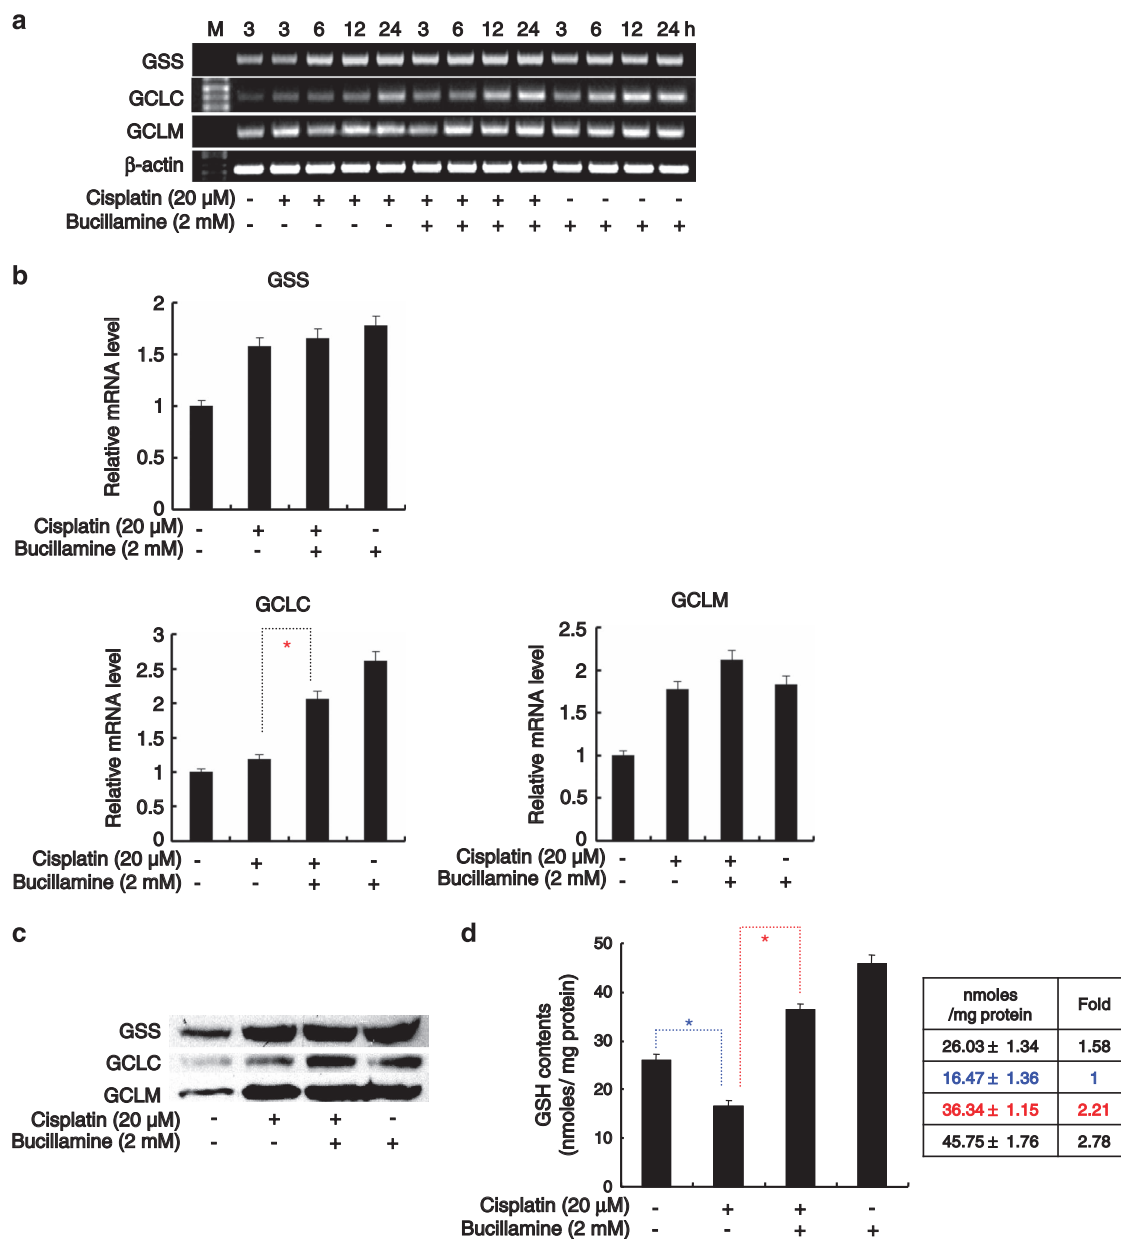 a
M 3 3 6 12 24 3 6 12 24 3 6 12 24 h
GSS
GCLC
GCLM
β-actin
Cisplatin (20 µM) - + + + + + + + + - - - -
Bucillamine (2 mM) - - - - - + + + + + + + +
b
GSS
Relative mRNA level
2
1.5
1
0.5
0
Cisplatin (20 µM) - + + -
Bucillamine (2 mM) - - + +
GCLC
*
Relative mRNA level
3
2.5
2
1.5
1
0.5
0
Cisplatin (20 µM) - + + -
Bucillamine (2 mM) - - + +
GCLM
Relative mRNA level
2.5
2
1.5
1
0.5
0
Cisplatin (20 µM) - + + -
Bucillamine (2 mM) - - + +
c
GSS
GCLC
GCLM
Cisplatin (20 µM) - + + -
Bucillamine (2 mM) - - + +
d
GSH contents
(nmoles/ mg protein)
50
40
30
20
10
0
*
*
Cisplatin (20 µM) - + + -
Bucillamine (2 mM) - - + +
nmoles
/mg protein Fold
26.03 ± 1.34 1.58
16.47 ± 1.36 1
36.34 ± 1.15 2.21
45.75 ± 1.76 2.78